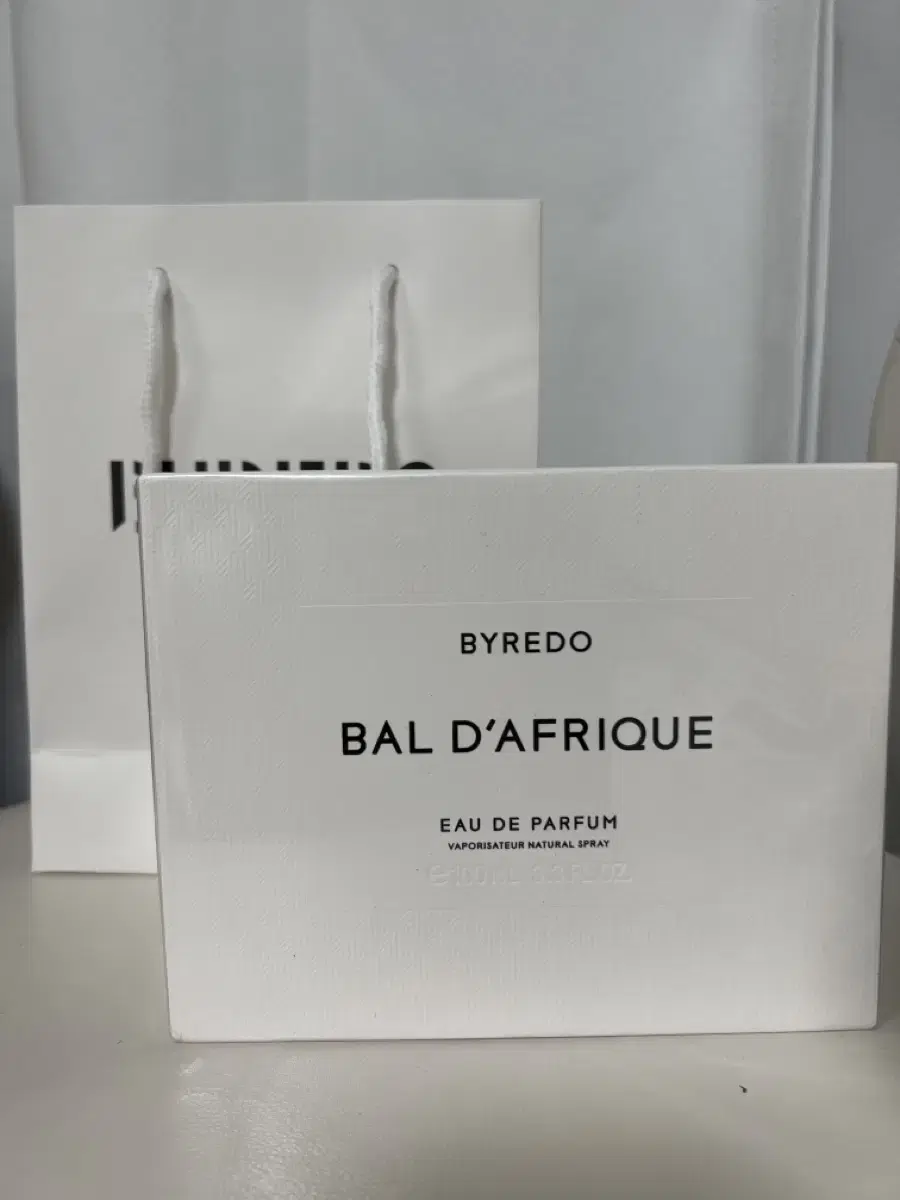 BYREDO
BAL D'AFRIQUE
EAU DE PARFUM
VAPORISATEUR NATURAL SPRAY